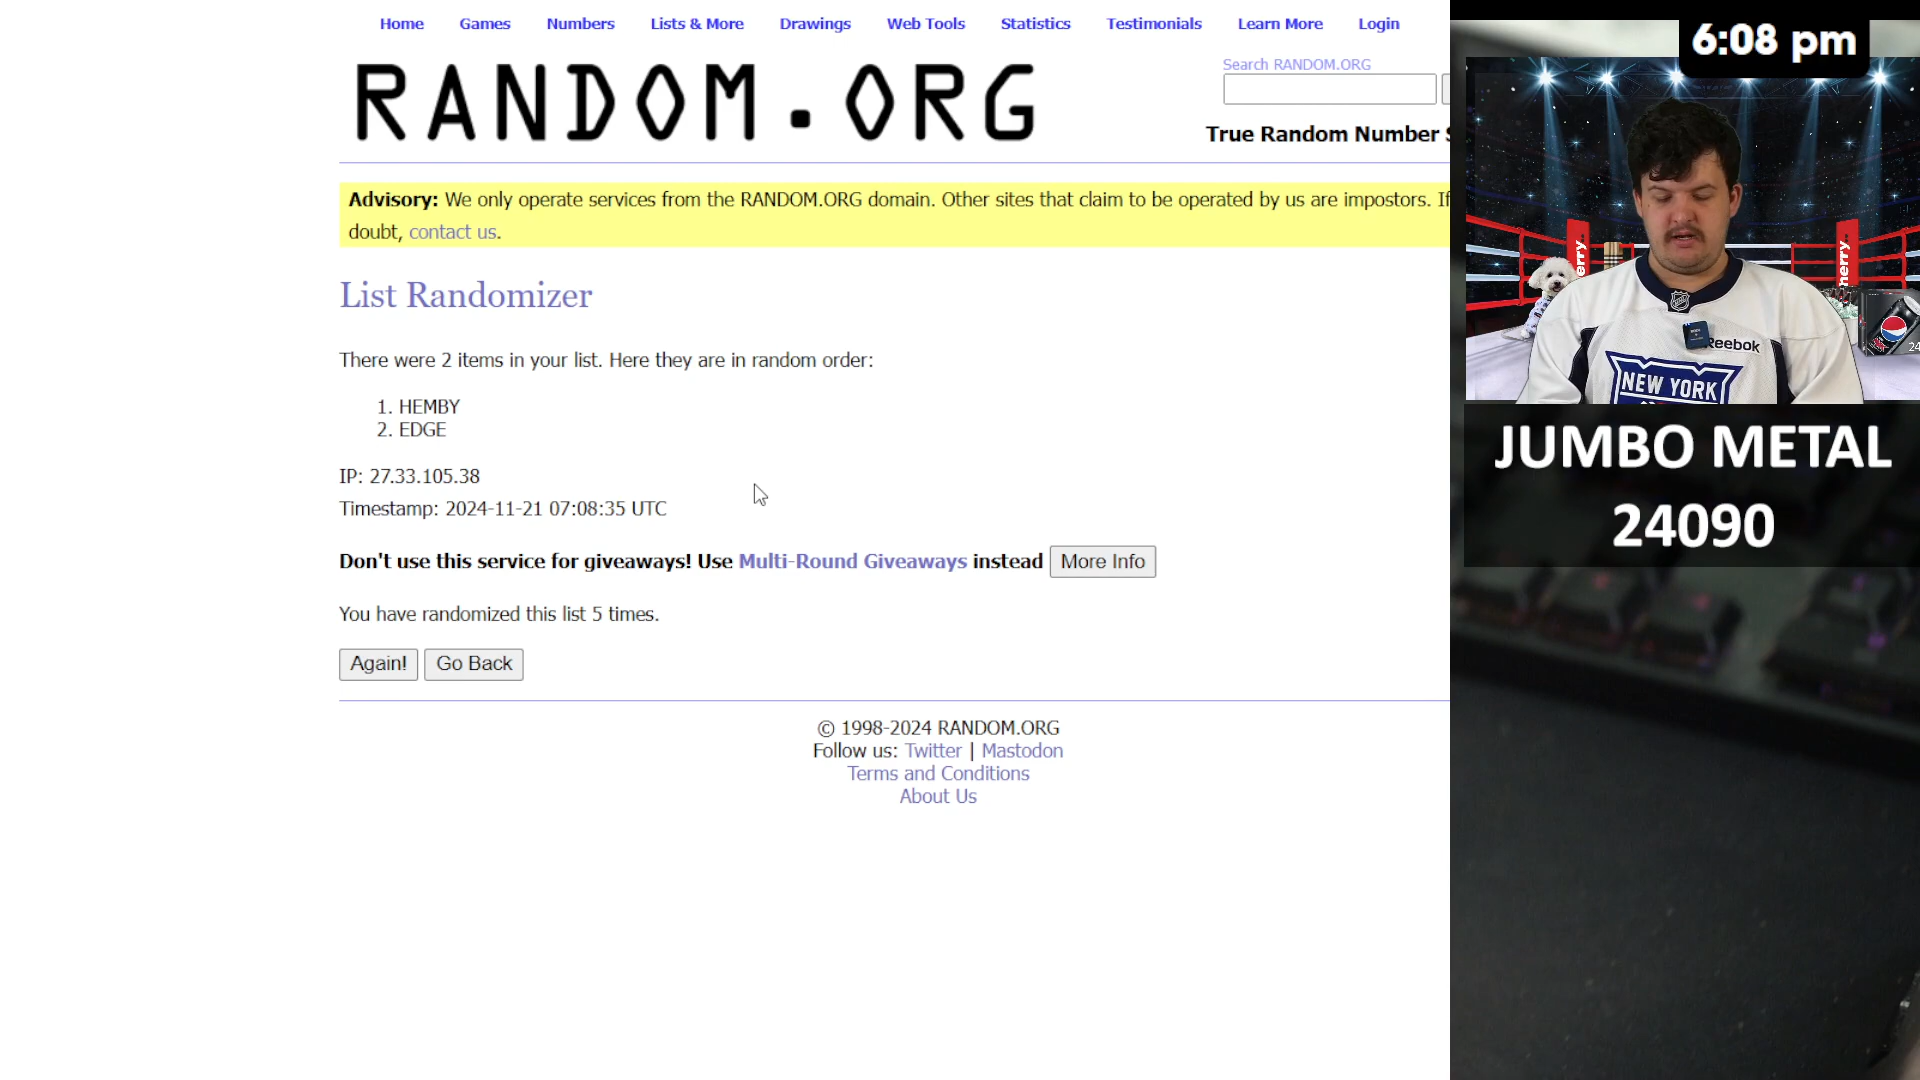 Home Games Numbers Lists & More Drawings Web Tools Statistics Testimonials Learn More Login
RANDOM.ORG
Search RANDOM.ORG
True Random Number S
Advisory: We only operate services from the RANDOM.ORG domain. Other sites that claim to be operated by us are impostors. If
doubt, contact us.
List Randomizer
There were 2 items in your list. Here they are in random order:
1. HEMBY
2. EDGE
IP: 27.33.105.38
Timestamp: 2024-11-21 07:08:35 UTC
Don't use this service for giveaways! Use Multi-Round Giveaways instead More Info
You have randomized this list 5 times.
Again! Go Back
© 1998-2024 RANDOM.ORG
Follow us: Twitter | Mastodon
Terms and Conditions
About Us
6:08 pm
erry.
herry.
Reebok
NEW YORK
24
JUMBO METAL
24090